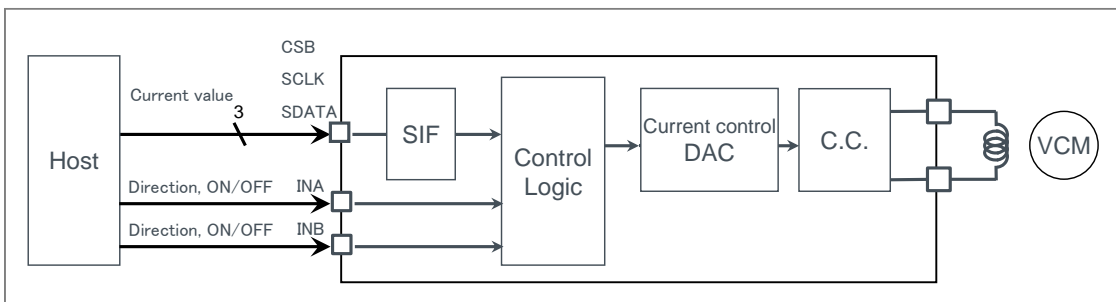 Host
Current value
3
CSB
SCLK
SDATA
Direction, ON/OFF
INA
Direction, ON/OFF
INB
SIF
Control
Logic
Current control
DAC
C.C.
VCM